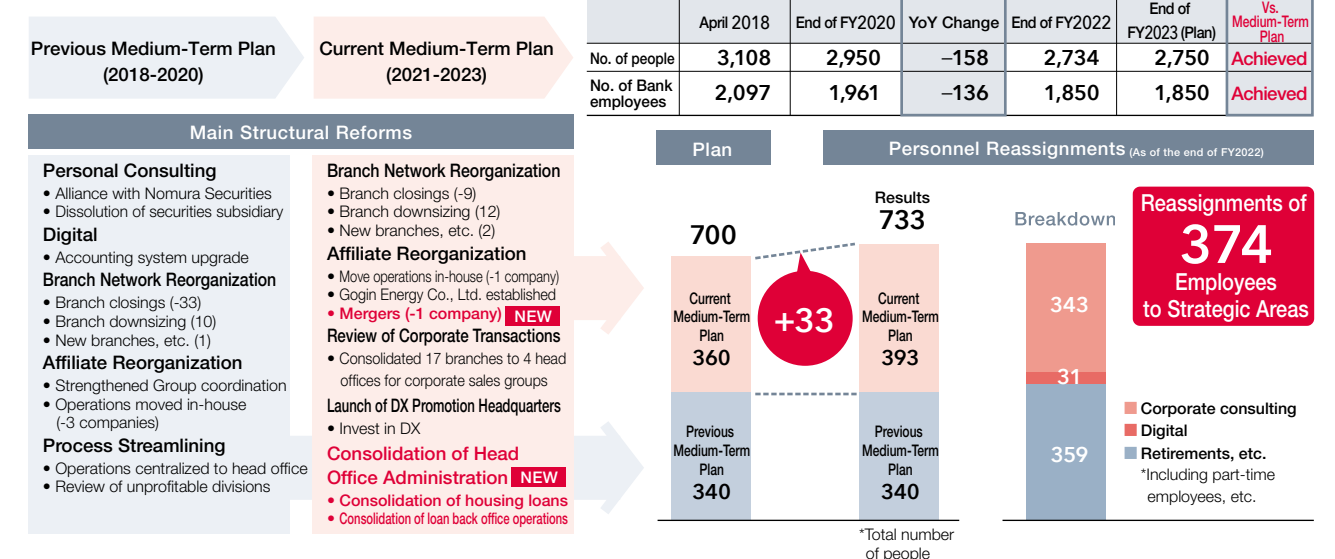 Previous Medium-Term Plan
(2018-2020)
Current Medium-Term Plan
(2021-2023)
Main Structural Reforms
Personal Consulting
• Alliance with Nomura Securities
• Dissolution of securities subsidiary
Digital
• Accounting system upgrade
Branch Network Reorganization
• Branch closings (-33)
• Branch downsizing (10)
• New branches, etc. (1)
Affiliate Reorganization
• Strengthened Group coordination
• Operations moved in-house
(-3 companies)
Process Streamlining
• Operations centralized to head office
• Review of unprofitable divisions
Branch Network Reorganization
• Branch closings (-9)
• Branch downsizing (12)
• New branches, etc. (2)
Affiliate Reorganization
• Move operations in-house (-1 company)
• Gogin Energy Co., Ltd. established
• Mergers (-1 company) NEW
Review of Corporate Transactions
• Consolidated 17 branches to 4 head
offices for corporate sales groups
Launch of DX Promotion Headquarters
• Invest in DX
Consolidation of Head
Office Administration NEW
• Consolidation of housing loans
• Consolidation of loan back office operations
April 2018 End of FY2020 YoY Change End of FY2022 End of FY2023 (Plan) Vs. Medium-Term Plan
No. of people 3,108 2,950 –158 2,734 2,750 Achieved
No. of Bank employees 2,097 1,961 –136 1,850 1,850 Achieved
Plan
Personnel Reassignments (As of the end of FY2022)
700
Current
Medium-Term
Plan
360
Previous
Medium-Term
Plan
340
+33
Results
733
Current
Medium-Term
Plan
393
Previous
Medium-Term
Plan
340
*Total number
of people
Breakdown
343
31
359
Reassignments of
374
Employees
to Strategic Areas
Corporate consulting
Digital
Retirements, etc.
*Including part-time
employees, etc.